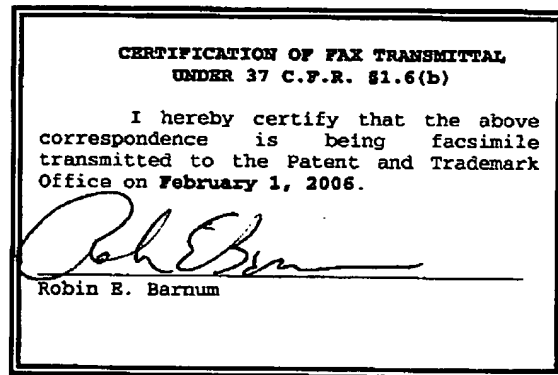 CERTIFICATION OF FAX TRANSMITTAL
UNDER 37 C.F.R. §1.6(b)
I hereby certify that the above
correspondence is being facsimile
transmitted to the Patent and Trademark
Office on February 1, 2006.
Robin E. Barnum